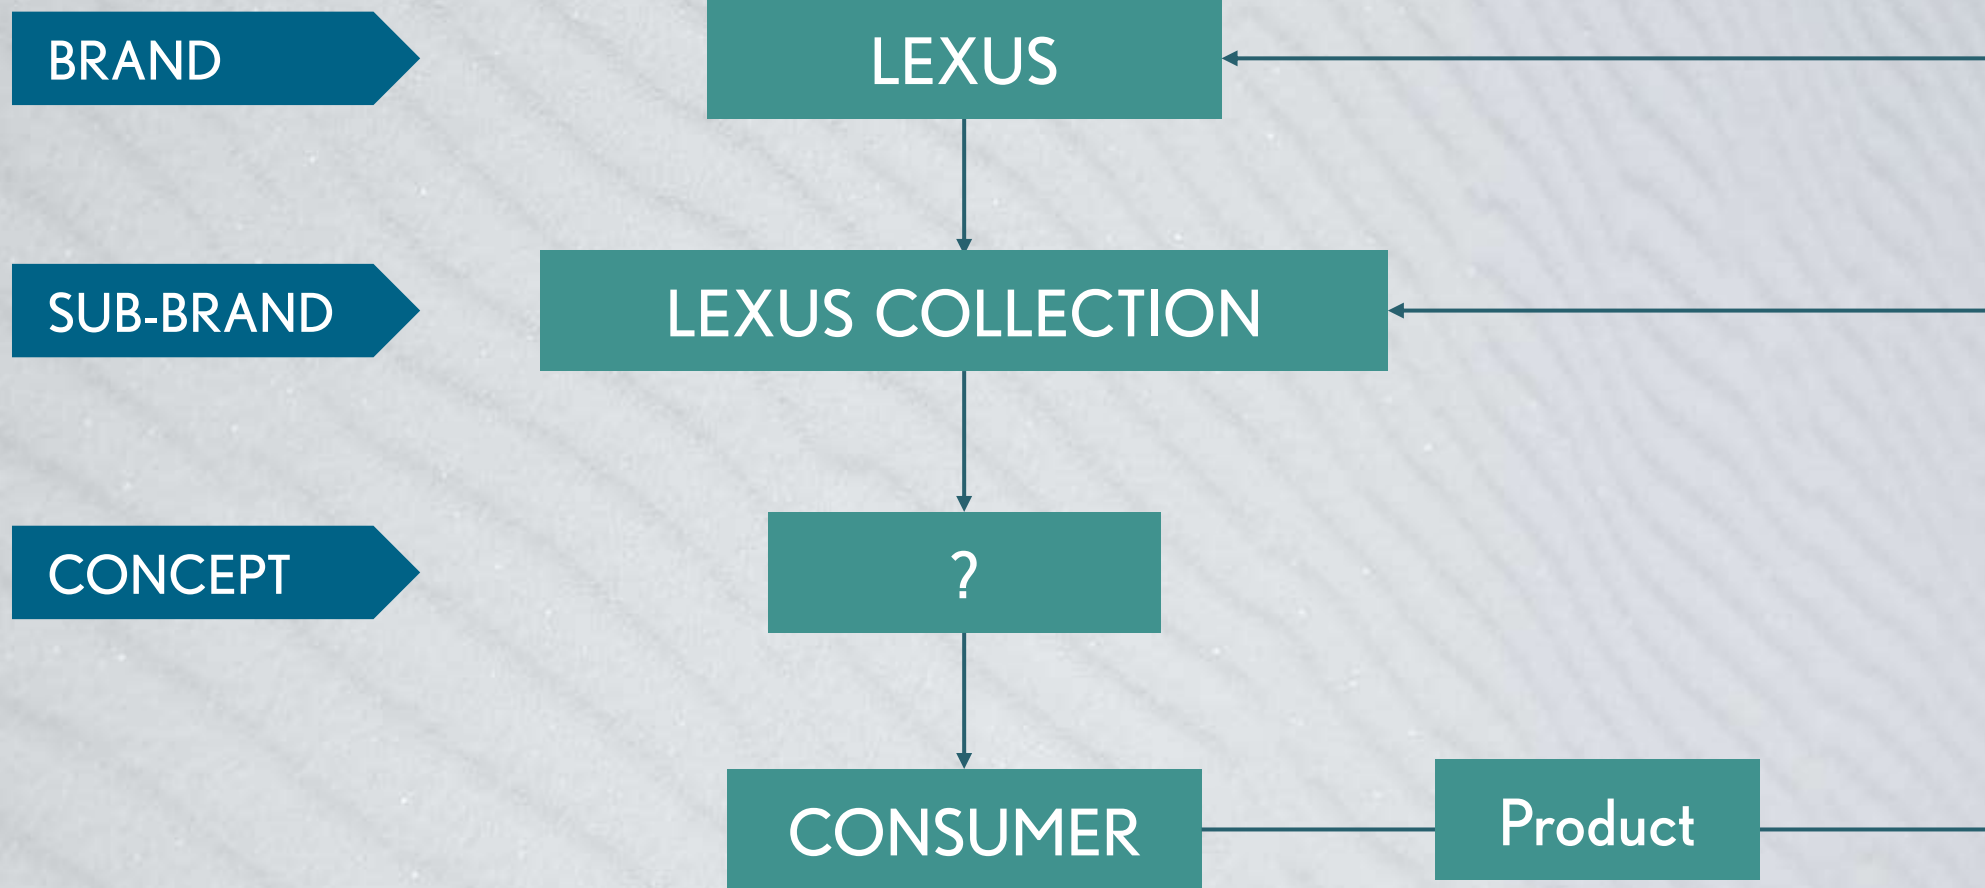 BRAND
LEXUS
SUB-BRAND
LEXUS COLLECTION
CONCEPT
?
CONSUMER
Product